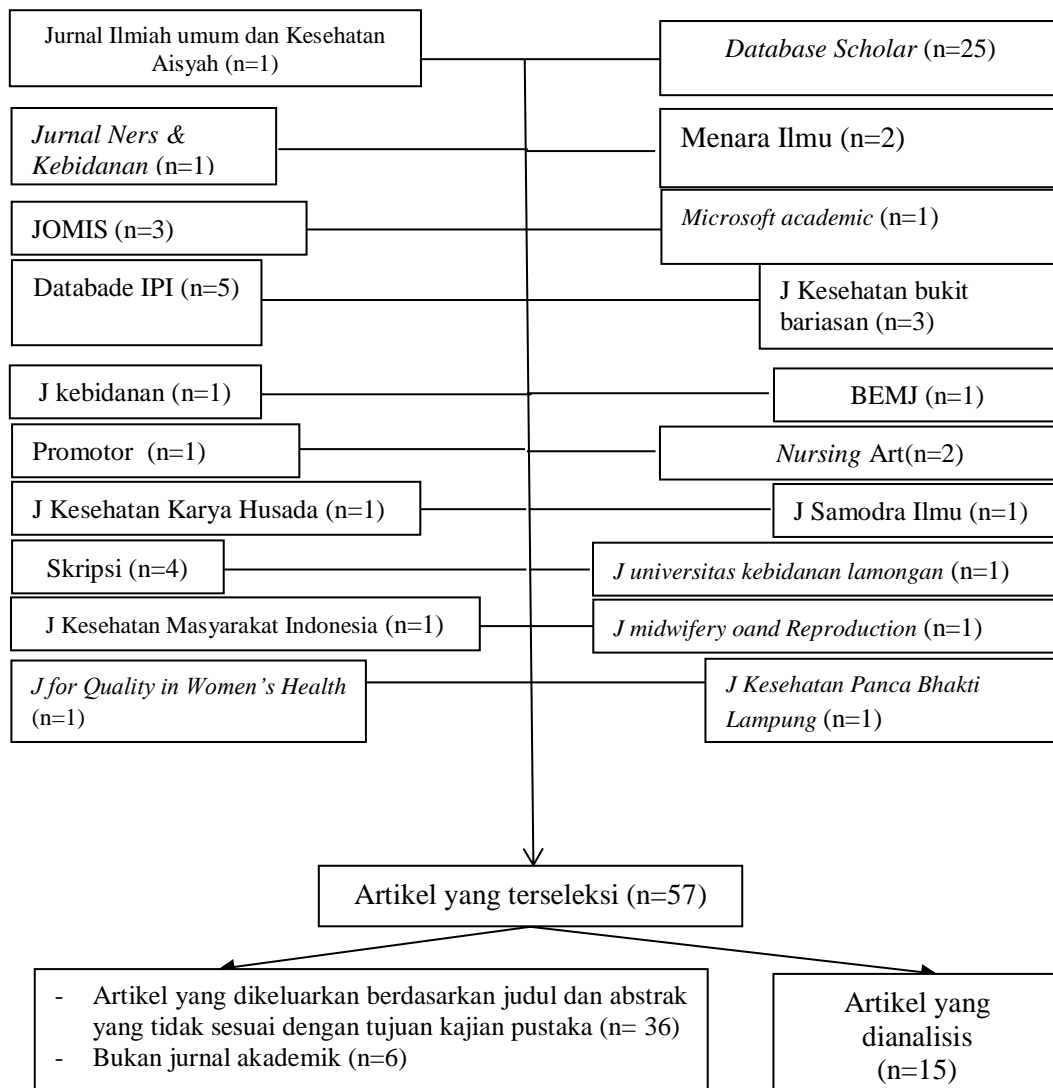 Jurnal Ilmiah umum dan Kesehatan
Aisyah (n=1)
Database Scholar (n=25)
Jurnal Ners &
Kebidanan (n=1)
Menara Ilmu (n=2)
JOMIS (n=3)
Microsoft academic (n=1)
Databade IPI (n=5)
J Kesehatan bukit
bariasan (n=3)
J kebidanan (n=1)
BEMJ (n=1)
Promotor (n=1)
Nursing Art(n=2)
J Kesehatan Karya Husada (n=1)
J Samodra Ilmu (n=1)
Skripsi (n=4)
J universitas kebidanan lamongan (n=1)
J Kesehatan Masyarakat Indonesia (n=1)
J midwifery oand Reproduction (n=1)
J for Quality in Women's Health
(n=1)
J Kesehatan Panca Bhakti
Lampung (n=1)
Artikel yang terseleksi (n=57)
- Artikel yang dikeluarkan berdasarkan judul dan abstrak
yang tidak sesuai dengan tujuan kajian pustaka (n= 36)
- Bukan jurnal akademik (n=6)
Artikel yang
dianalisis
(n=15)